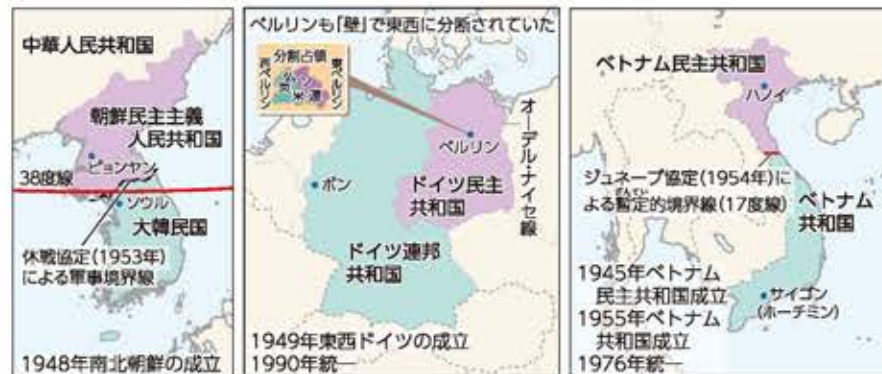 中華人民共和国
朝鮮民主主義
人民共和国
ピョンヤン
38度線
ソウル
大韓民国
休戦協定(1953年)
による軍事境界線
1948年南北朝鮮の成立
ベルリンも「壁」で東西に分断されていた
分割占領
西ベルリン
仏
英
米
ソ連
東ベルリン
ベルリン
ボン
オーデル・ナイセ線
ドイツ民主
共和国
ドイツ連邦
共和国
1949年東西ドイツの成立
1990年統一
ベトナム民主共和国
ハノイ
ジュネーブ協定(1954年)に
よる暫定的境界線(17度線)
ざんてい
ベトナム
共和国
1945年ベトナム
民主共和国成立
1955年ベトナム
共和国成立
1976年統一
サイゴン
(ホーチミン)